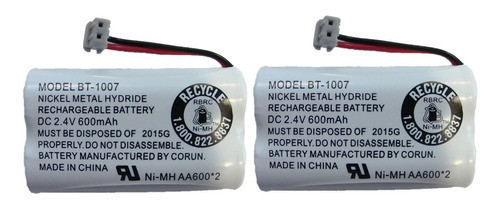 MODEL BT-1007
NICKEL METAL HYDRIDE
RECHARGEABLE BATTERY
DC 2.4V 600mAh
MUST BE DISPOSED OF 2015G
PROPERLY.DO NOT INCINERATE.
BATTERY MANUFACTURED BY CORUN.
MADE IN CHINA
Ni-MH AA600*2
RECYCLE
RBRC
Ni-MH
1.800.822.8837
MODEL BT-1007
NICKEL METAL HYDRIDE
RECHARGEABLE BATTERY
DC 2.4V 600mAh
MUST BE DISPOSED OF 2015G
PROPERLY.DO NOT INCINERATE.
BATTERY MANUFACTURED BY CORUN.
MADE IN CHINA
Ni-MH AA600*2
RECYCLE
RBRC
Ni-MH
1.800.822.8837